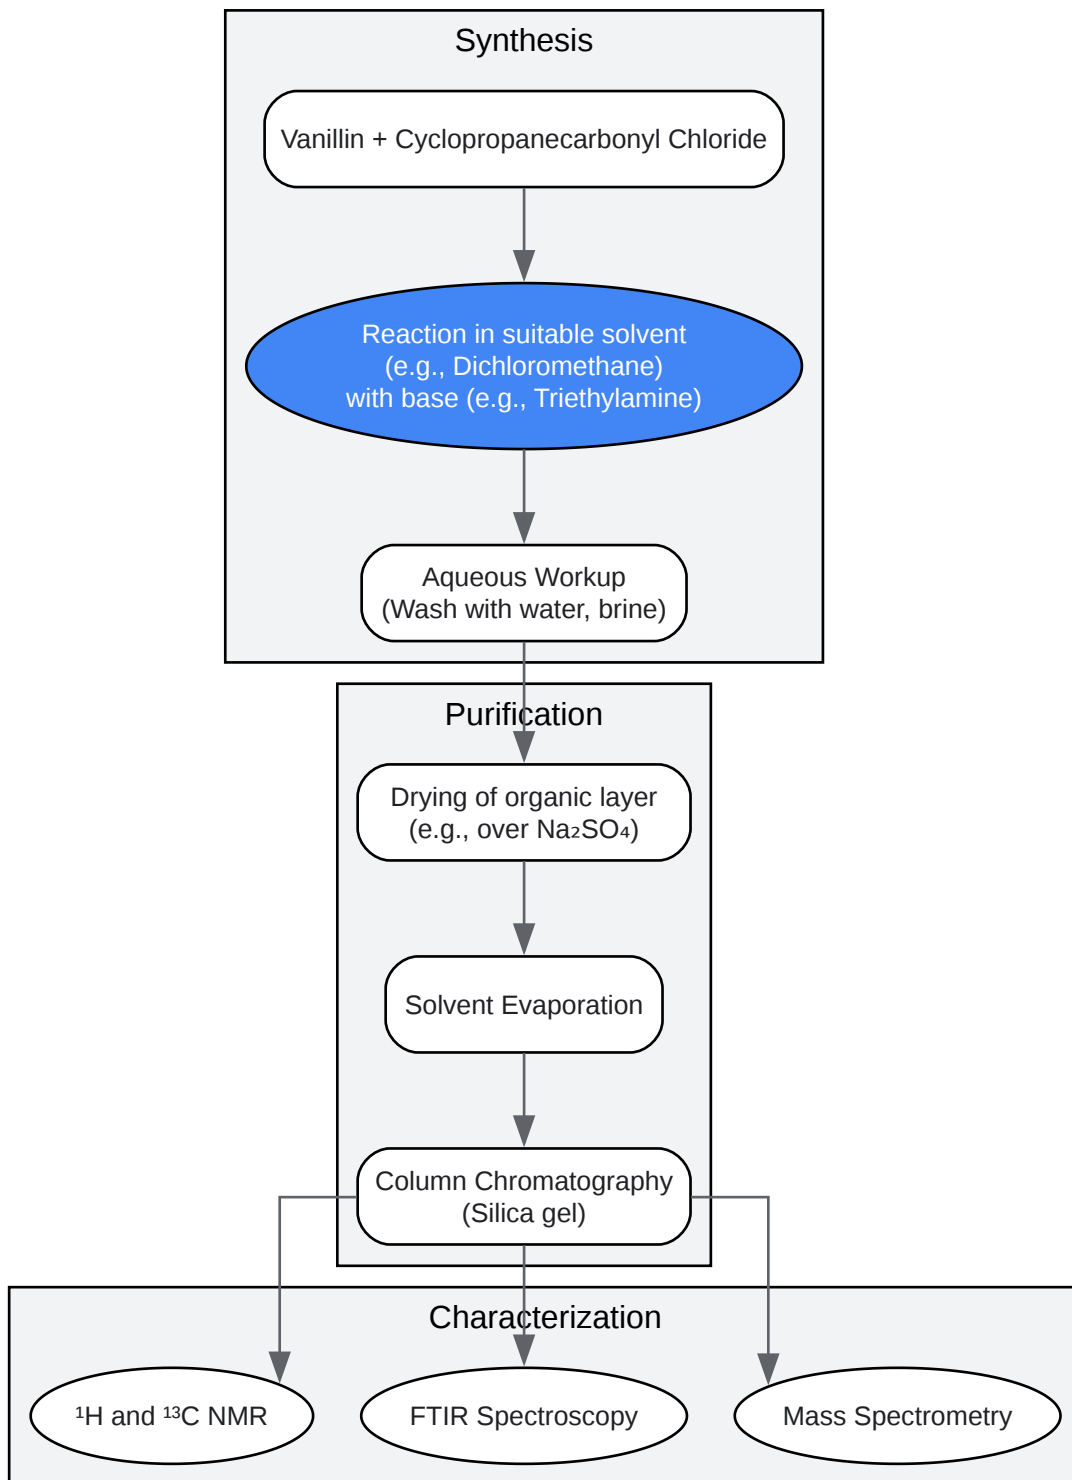 Synthesis
Vanillin + Cyclopropanecarbonyl Chloride
Reaction in suitable solvent
(e.g., Dichloromethane)
with base (e.g., Triethylamine)
Aqueous Workup
(Wash with water, brine)
Purification
Drying of organic layer
(e.g., over Na₂SO₄)
Solvent Evaporation
Column Chromatography
(Silica gel)
Characterization
¹H and ¹³C NMR
FTIR Spectroscopy
Mass Spectrometry